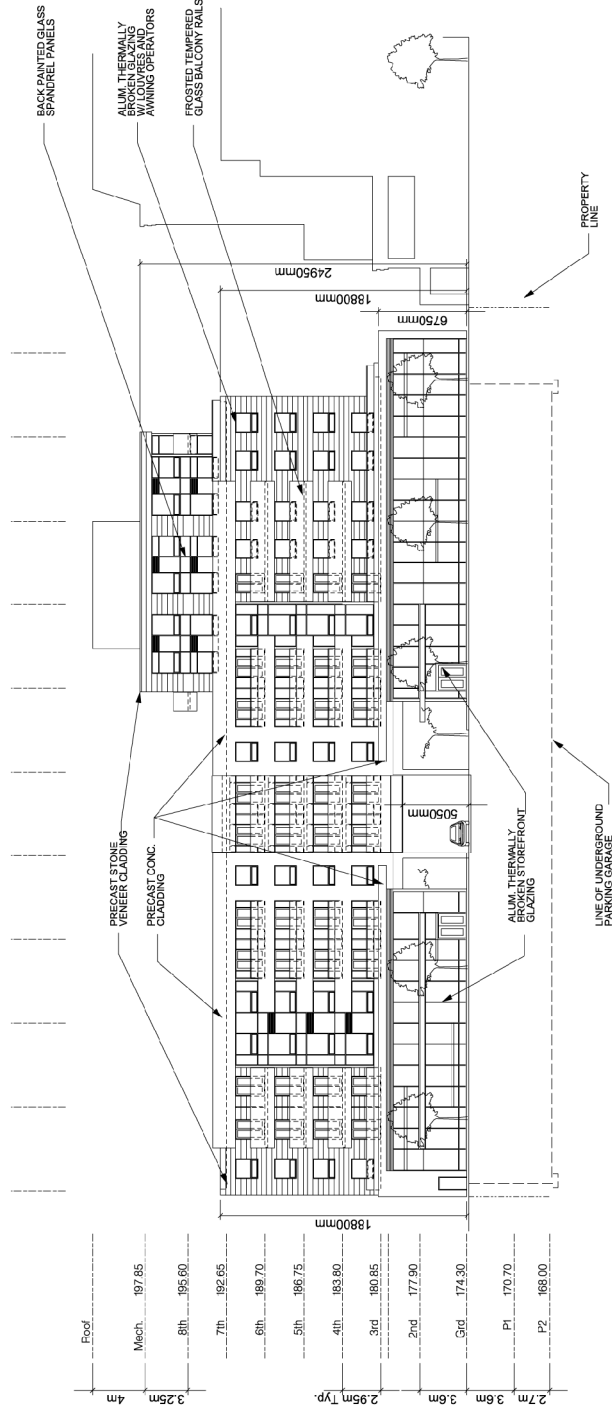 BACK PAINTED GLASS
SPANDREL PANELS
ALUM. THERMALLY
BROKEN GLAZING
W/ LOUVRES AND
AWNING OPERATORS
FROSTED TEMPERED
GLASS BALCONY RAILS
PROPERTY
LINE
24950mm
18800mm
6750mm
PRECAST STONE
VENEER CLADDING
PRECAST CONC.
CLADDING
5050mm
ALUM. THERMALLY
BROKEN STOREFRONT
GLAZING
LINE OF UNDERGROUND
PARKING GARAGE
18800mm
Roof
Mech. 197.85
8th 195.60
7th 192.65
6th 189.70
5th 186.75
4th 183.80
3rd 180.85
2nd 177.90
Grd. 174.30
P1 170.70
P2 168.00
4m
3.25m
2.95m Typ.
3.6m
3.6m
2.7m